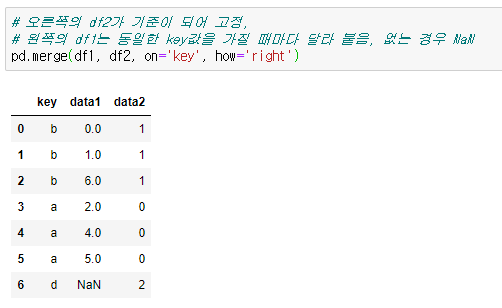 # 오른쪽의 df2가 기준이 되어 고정,
# 왼쪽의 df1는 동일한 key값을 가질 때마다 달라 붙음, 없는 경우 NaN
pd.merge(df1, df2, on='key', how='right')
key data1 data2
0 b 0.0 1
1 b 1.0 1
2 b 6.0 1
3 a 2.0 0
4 a 4.0 0
5 a 5.0 0
6 d NaN 2